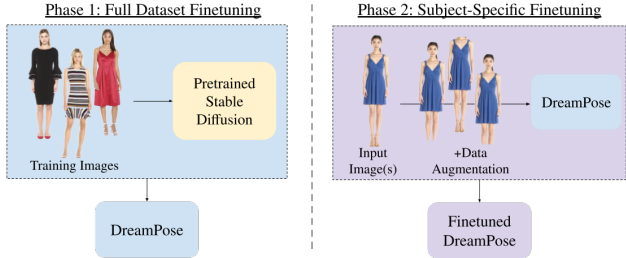 Phase 1: Full Dataset Finetuning
Pretrained
Stable
Diffusion
Training Images
DreamPose
Phase 2: Subject-Specific Finetuning
DreamPose
Input
Image(s)
+Data
Augmentation
Finetuned
DreamPose